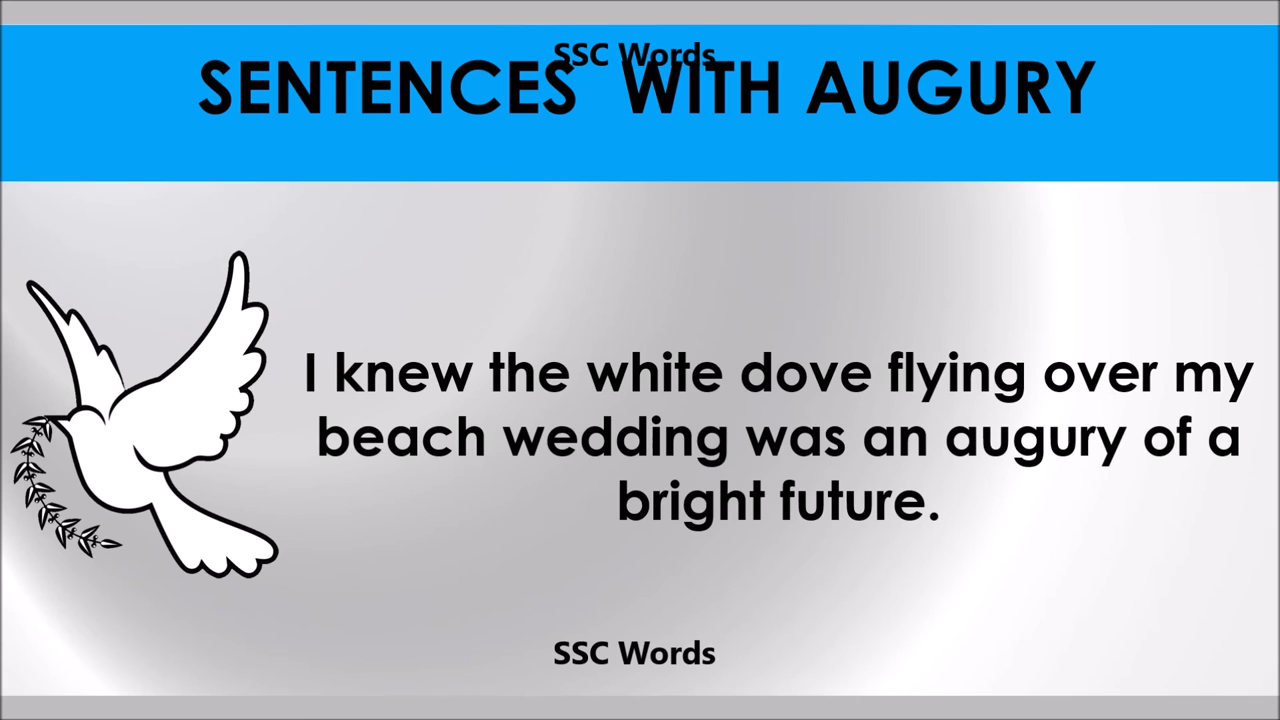 SSC Words
SENTENCES WITH AUGURY
I knew the white dove flying over my
beach wedding was an augury of a
bright future.
SSC Words